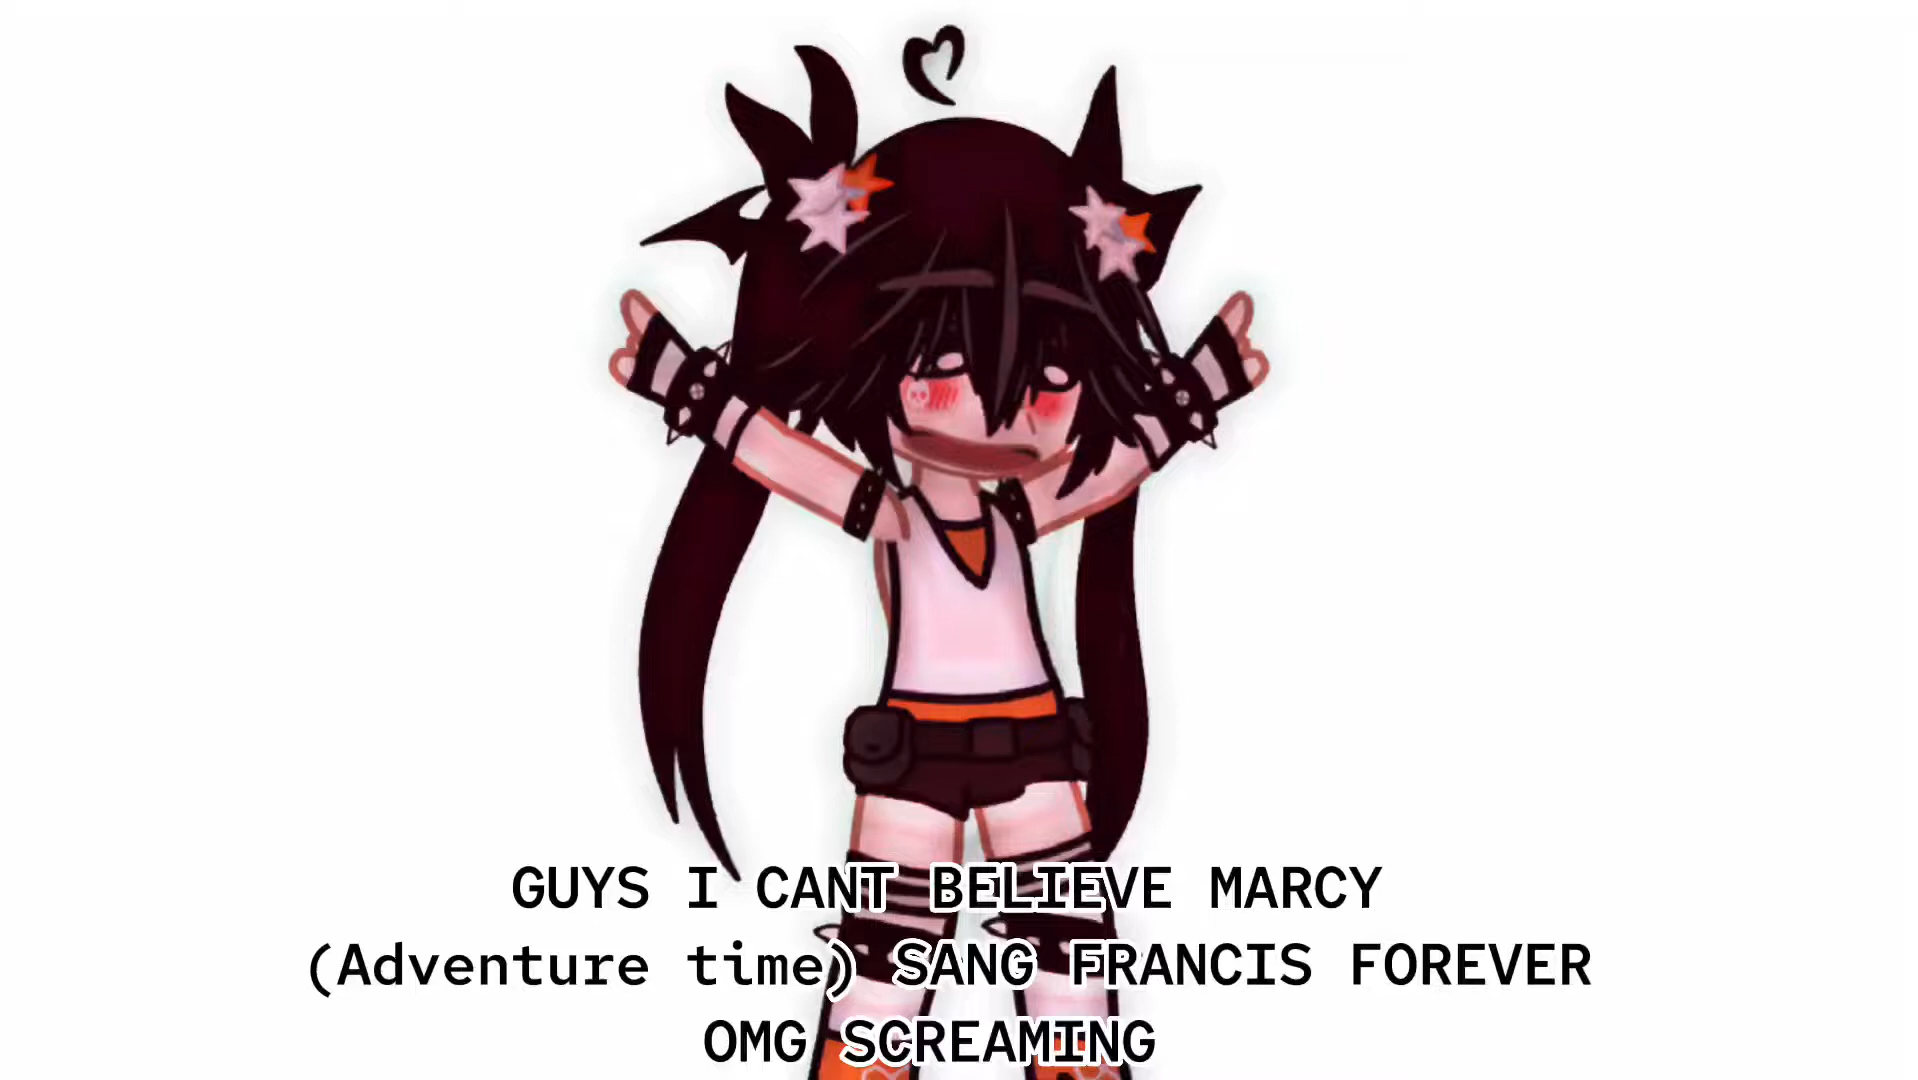 GUYS I CANT BELIEVE MARCY
(Adventure time) SANG FRANCIS FOREVER
OMG SCREAMING